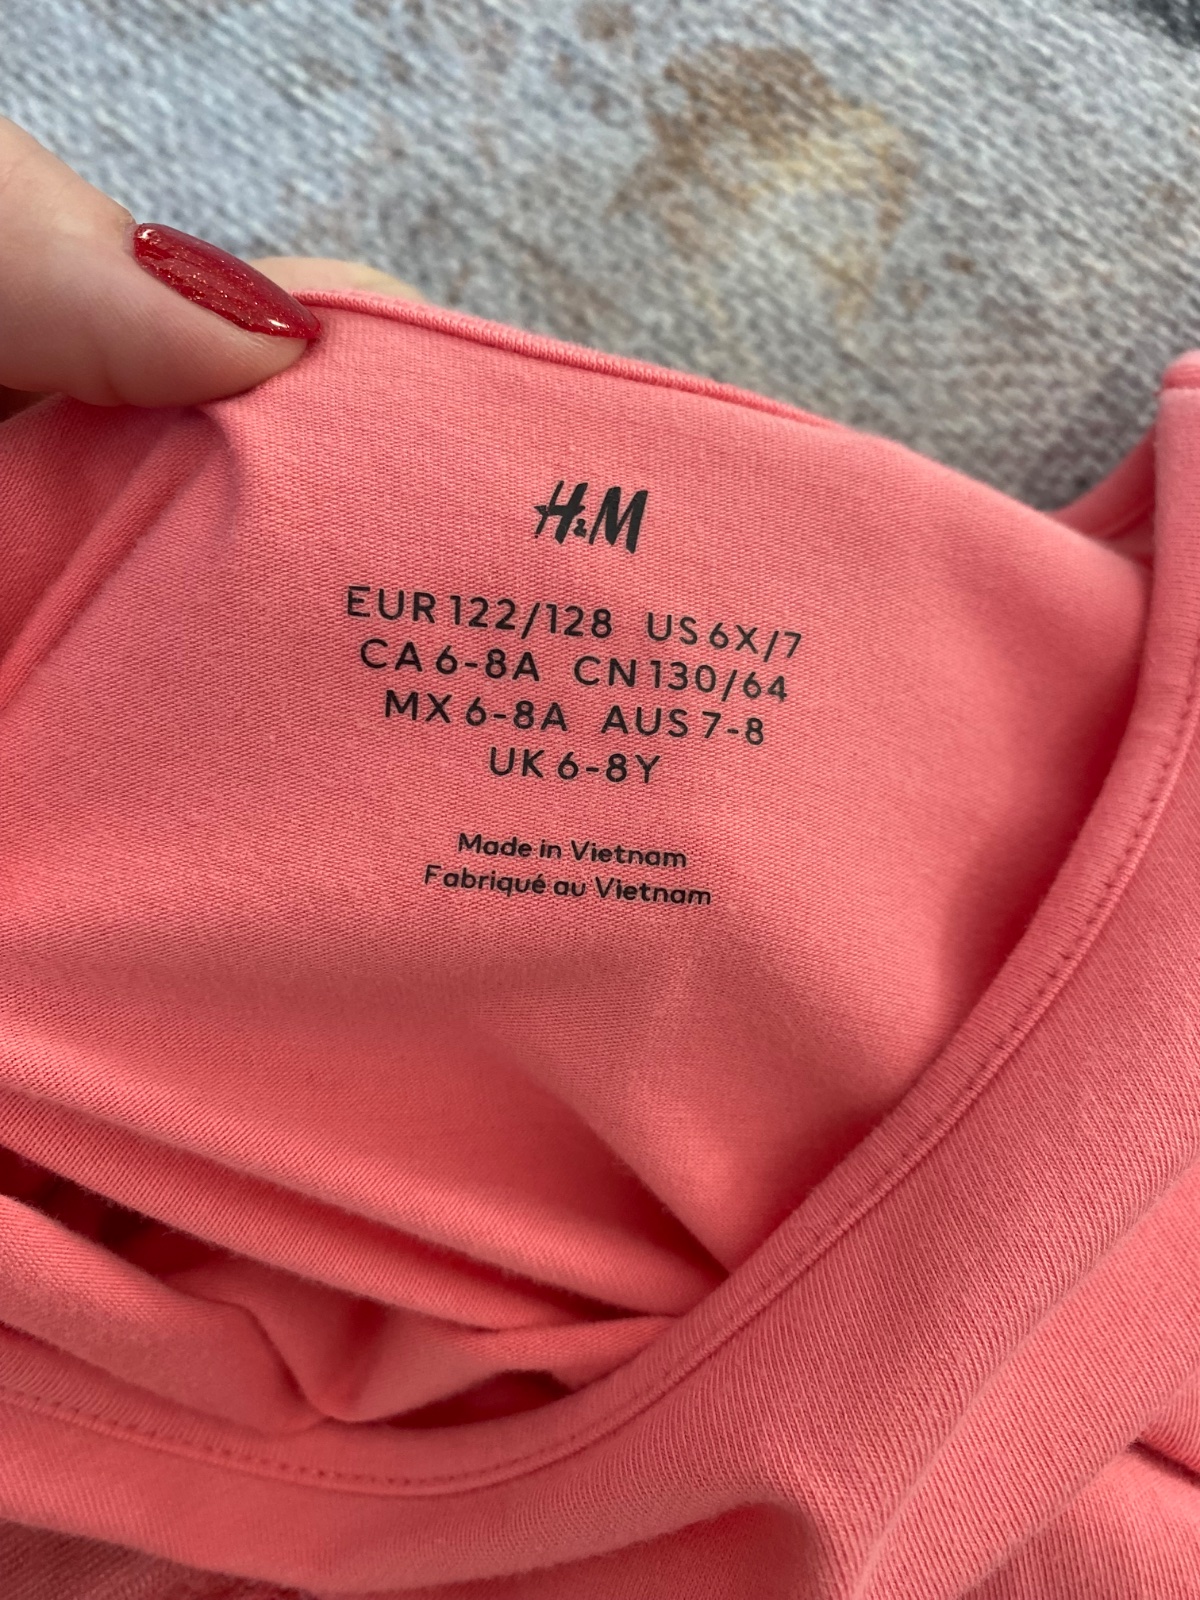 H&M
EUR 122/128 US 6X/7
CA 6-8A CN 130/64
MX 6-8A AUS 7-8
UK 6-8Y
Made in Vietnam
Fabriqué au Vietnam